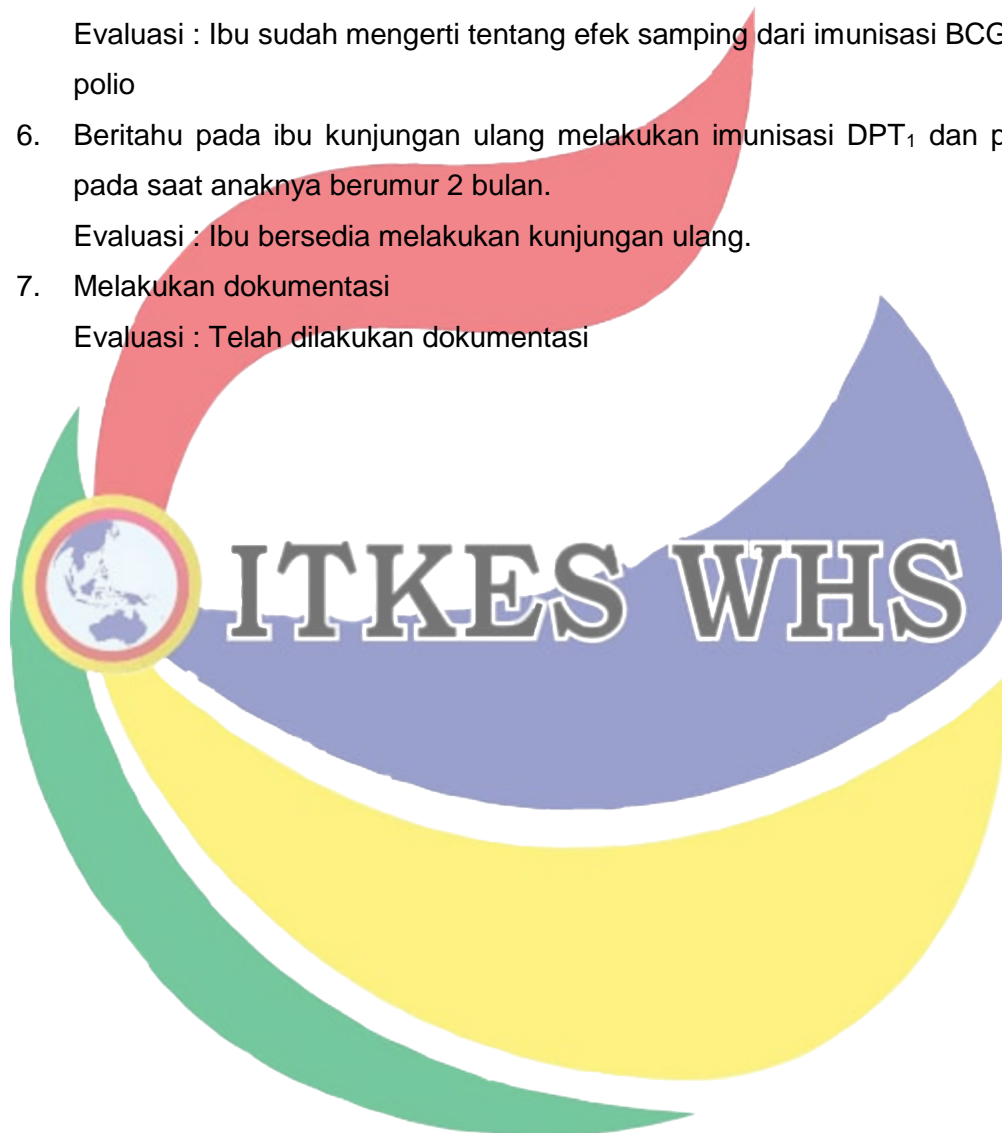 Evaluasi : Ibu sudah mengerti tentang efek samping dari imunisasi BCG
polio
6. Beritahu pada ibu kunjungan ulang melakukan imunisasi DPT₁ dan p
pada saat anaknya berumur 2 bulan.
Evaluasi : Ibu bersedia melakukan kunjungan ulang.
7. Melakukan dokumentasi
Evaluasi : Telah dilakukan dokumentasi
ITKES WHS